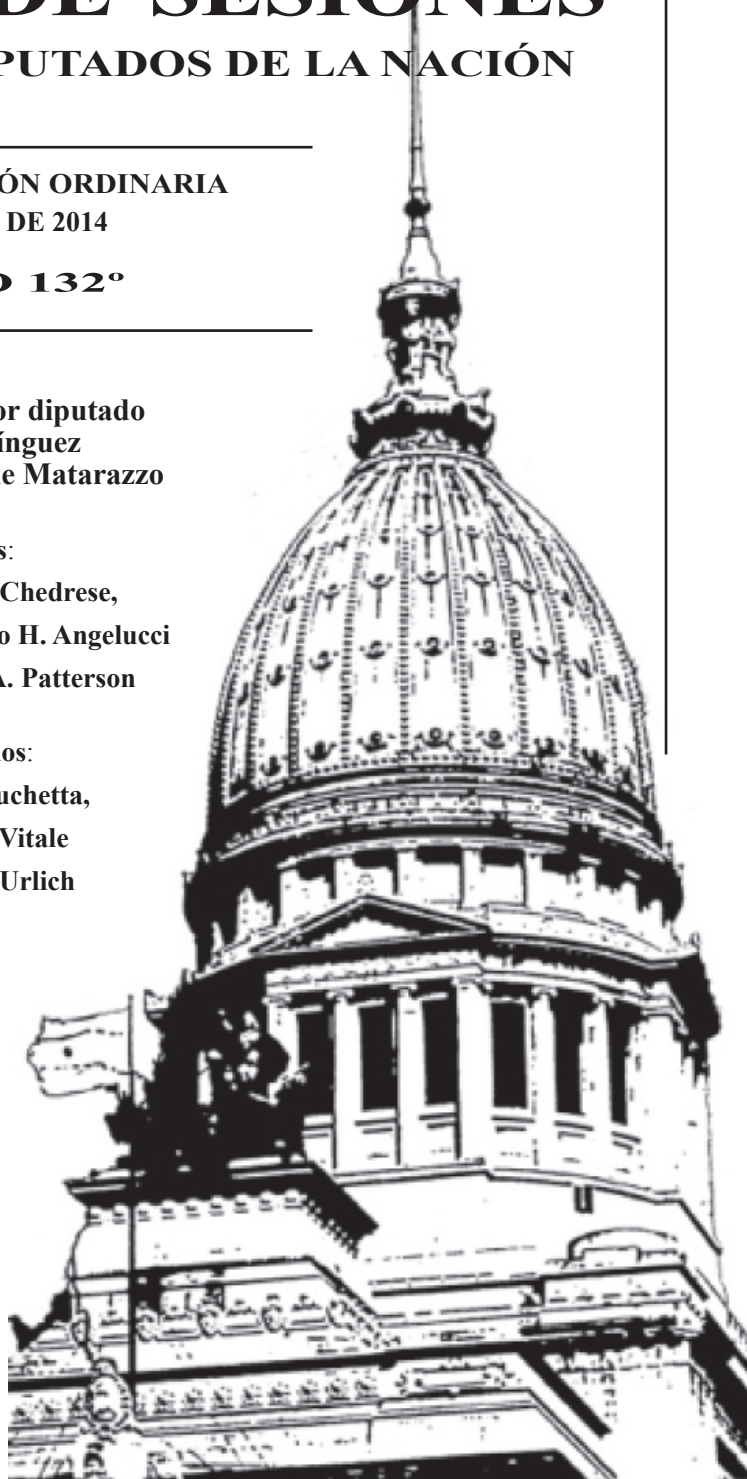 DE SESIONES
PUTADOS DE LA NACIÓN
ÓN ORDINARIA
DE 2014
O 132º
or diputado
ínguez
e Matarazzo
s:
Chedrese,
o H. Angelucci
A. Patterson
ios:
uchetta,
Vitale
Urlich